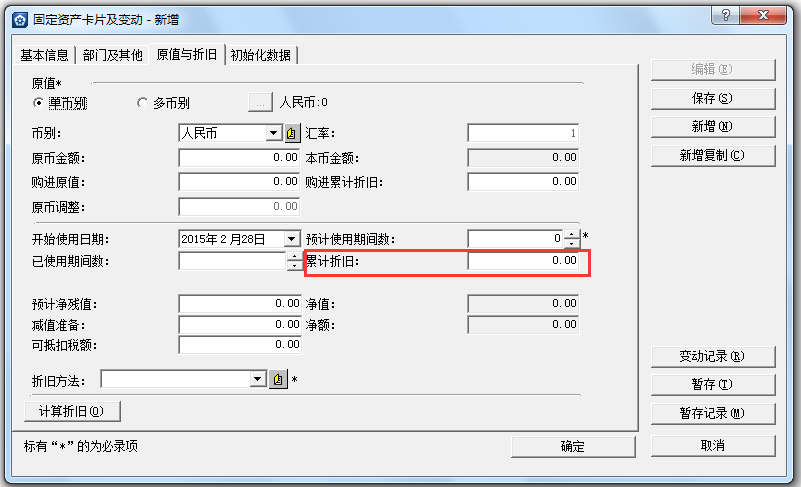 固定资产卡片及变动 - 新增
基本信息 部门及其他 原值与折旧 初始化数据
原值*
单币别 多币别 ... 人民币:0
币别: 人民币 汇率: 1
原币金额: 0.00 本币金额: 0.00
购进原值: 0.00 购进累计折旧: 0.00
原币调整: 0.00
开始使用日期: 2015年 2 月28日 预计使用期间数: 0 *
已使用期间数: 累计折旧: 0.00
预计净残值: 0.00 净值: 0.00
减值准备: 0.00 净额: 0.00
可抵扣税额: 0.00
折旧方法: *
计算折旧(O)
标有“*”的为必录项
确定
编辑(E)
保存(S)
新增(N)
新增复制(C)
变动记录(R)
暂存(T)
暂存记录(M)
取消